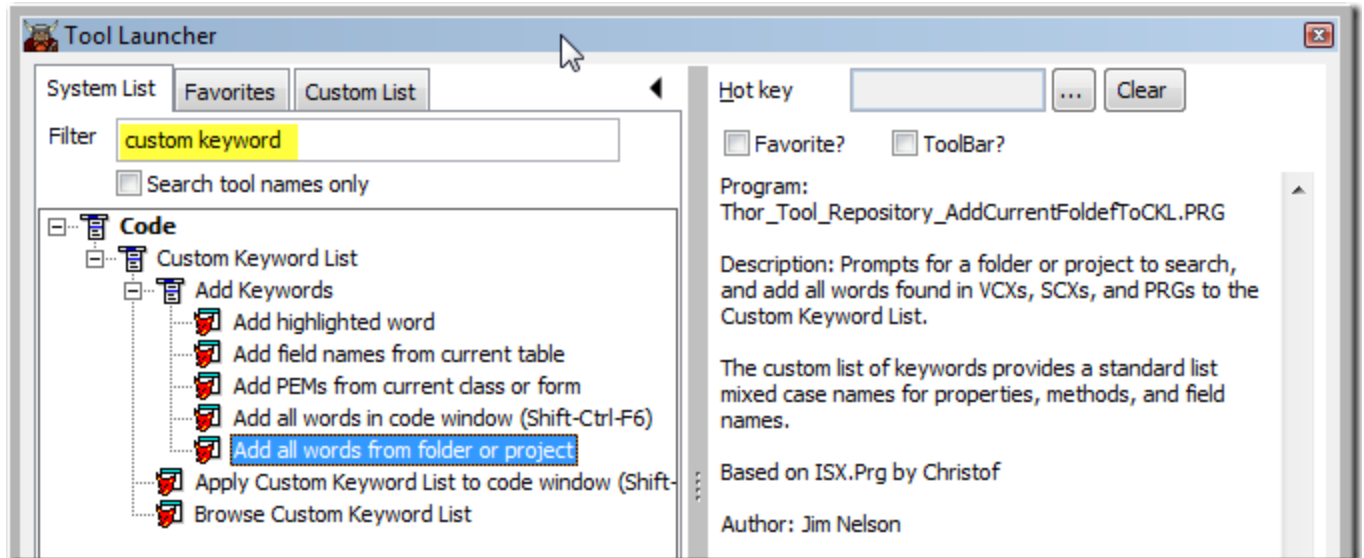 Tool Launcher
System List
Favorites
Custom List
Filter
custom keyword
Search tool names only
Code
Custom Keyword List
Add Keywords
Add highlighted word
Add field names from current table
Add PEMs from current class or form
Add all words in code window (Shift-Ctrl-F6)
Add all words from folder or project
Apply Custom Keyword List to code window (Shift-
Browse Custom Keyword List
Hot key
...
Clear
Favorite?
ToolBar?
Program:
Thor_Tool_Repository_AddCurrentFoldefToCKL.PRG
Description: Prompts for a folder or project to search,
and add all words found in VCXs, SCXs, and PRGs to the
Custom Keyword List.
The custom list of keywords provides a standard list
mixed case names for properties, methods, and field
names.
Based on ISX.Prg by Christof
Author: Jim Nelson